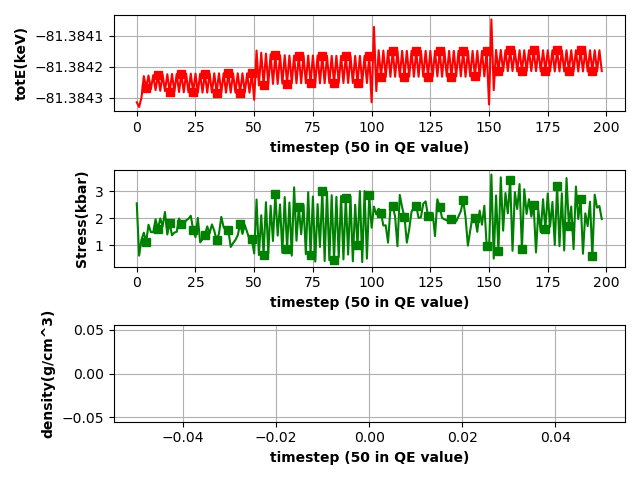 totE(keV)
−81.3841
−81.3842
−81.3843
0 25 50 75 100 125 150 175 200
timestep (50 in QE value)
Stress(kbar)
3
2
1
0 25 50 75 100 125 150 175 200
timestep (50 in QE value)
density(g/cm^3)
0.05
0.00
−0.05
−0.04 −0.02 0.00 0.02 0.04
timestep (50 in QE value)